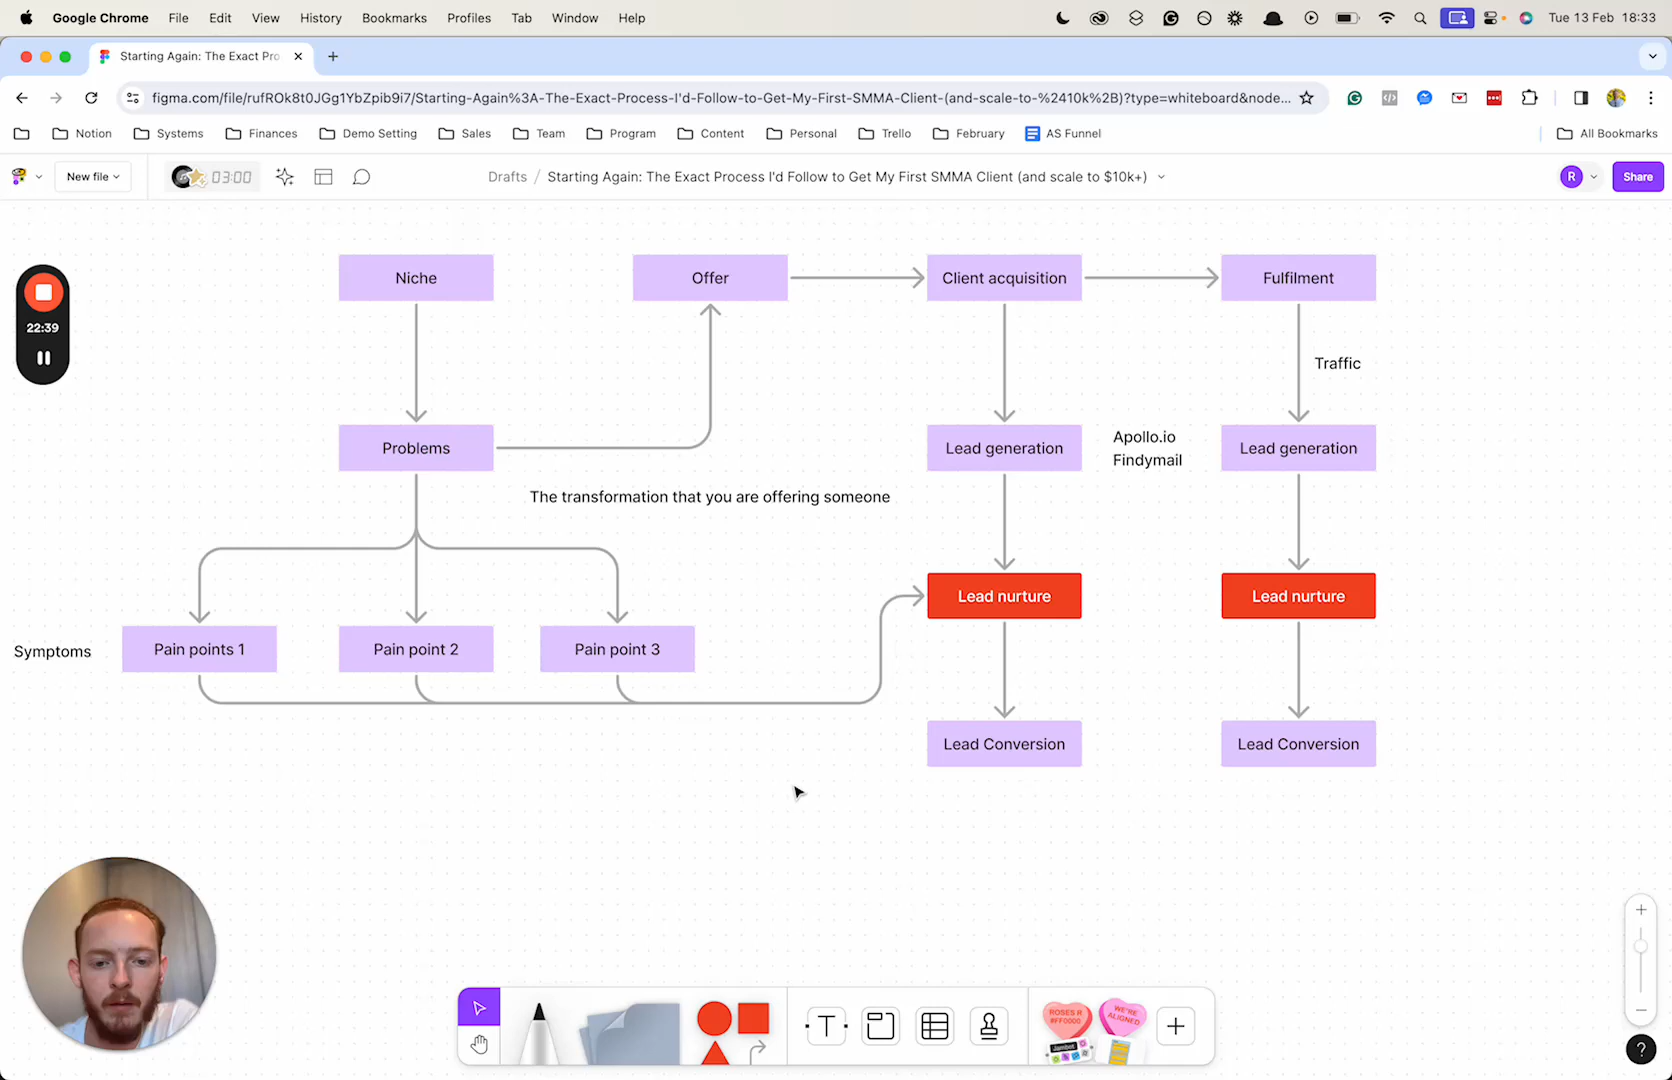 Google Chrome File Edit View History Bookmarks Profiles Tab Window Help Tue 13 Feb 18:33
Starting Again: The Exact Pro
figma.com/file/rufROk8t0JGg1YbZpib9i7/Starting-Again%3A-The-Exact-Process-I'd-Follow-to-Get-My-First-SMMA-Client-(and-scale-to-%2410k%2B)?type=whiteboard&node...
Notion Systems Finances Demo Setting Sales Team Program Content Personal Trello February AS Funnel All Bookmarks
New file 03:00 Drafts / Starting Again: The Exact Process I'd Follow to Get My First SMMA Client (and scale to $10k+) R Share
Niche Offer Client acquisition Fulfilment
22:39
Traffic
Problems Lead generation Apollo.io Lead generation
Findymail
The transformation that you are offering someone
Lead nurture Lead nurture
Symptoms Pain points 1 Pain point 2 Pain point 3
Lead Conversion Lead Conversion
ROSES R
#FF0000
WE'RE
ALIGNED
Jambot
T
?